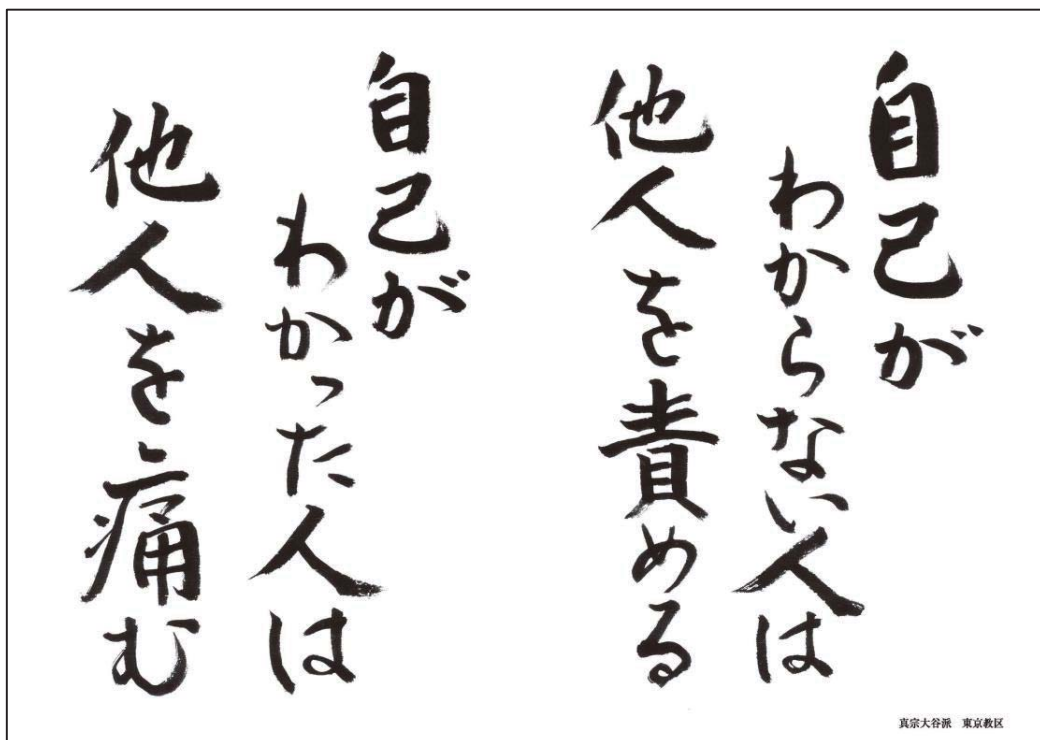 自己が
わからない人は
他人を責める
自己が
わかった人は
他人を痛む
真宗大谷派　東京教区